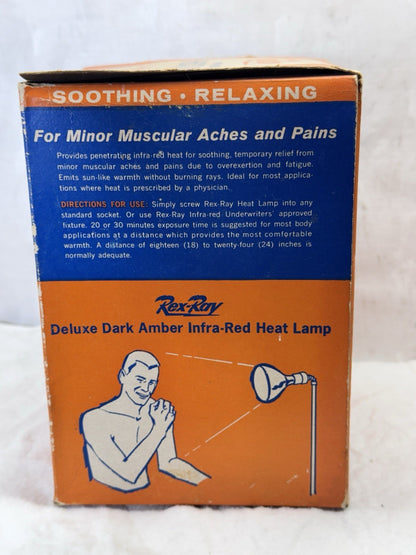 SOOTHING • RELAXING
For Minor Muscular Aches and Pains
Provides penetrating infra-red heat for soothing, temporary relief from
minor muscular aches and pains due to overexertion and fatigue.
Emits sun-like warmth without burning rays. Ideal for most applica-
tions where heat is prescribed by a physician.
DIRECTIONS FOR USE: Simply screw Rex-Ray Heat Lamp into any
standard socket. Or use Rex-Ray Infra-red Underwriters' approved
fixture. 20 or 30 minutes exposure time is suggested for most body
applications at a distance which provides the most comfortable
warmth. A distance of eighteen (18) to twenty-four (24) inches is
normally adequate.
Rex-Ray
Deluxe Dark Amber Infra-Red Heat Lamp